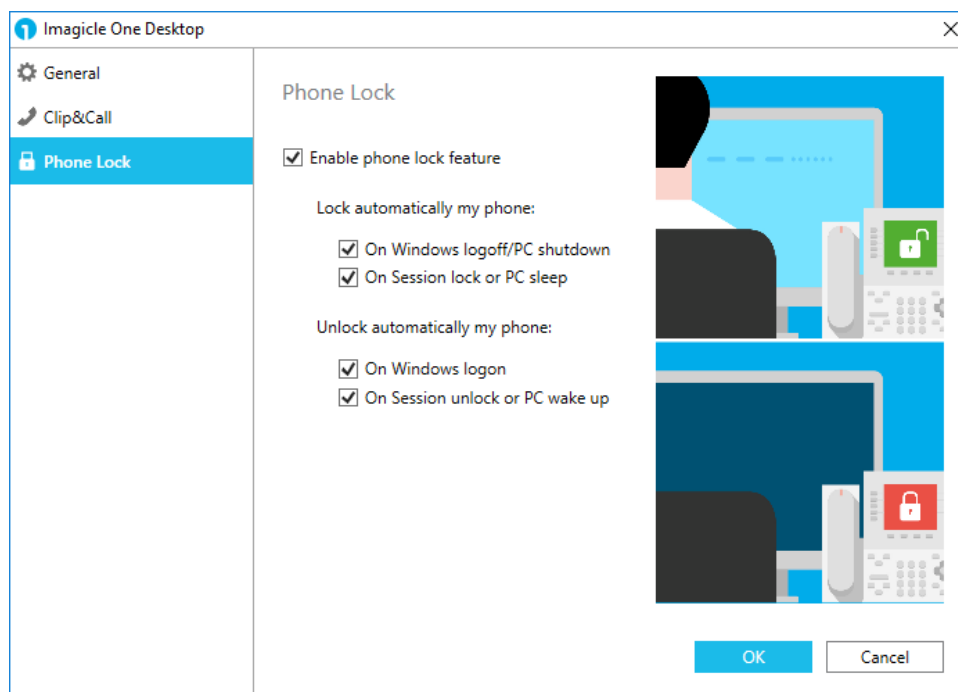 Imagicle One Desktop
General
Clip&Call
Phone Lock
Phone Lock
Enable phone lock feature
Lock automatically my phone:
On Windows logoff/PC shutdown
On Session lock or PC sleep
Unlock automatically my phone:
On Windows logon
On Session unlock or PC wake up
OK
Cancel